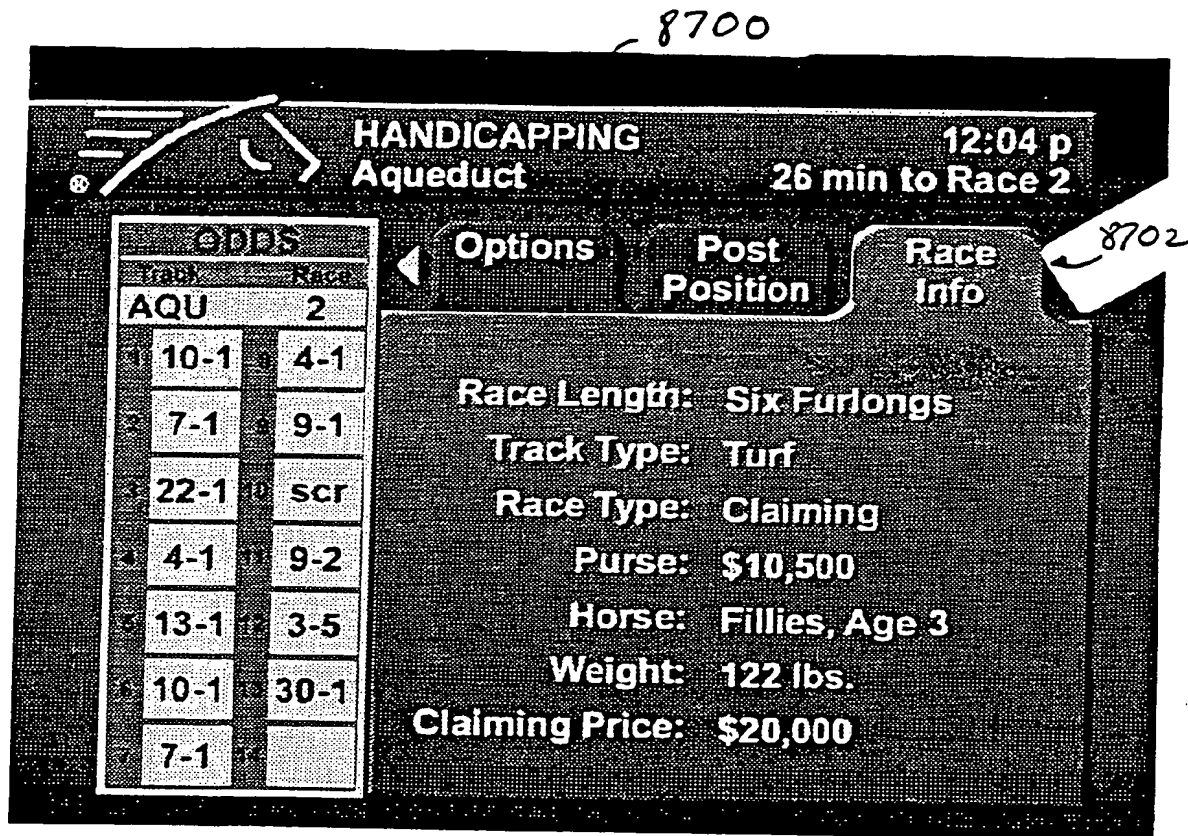 8700
HANDICAPPING
Aqueduct
12:04 p
26 min to Race 2
®
ODDS
Track Race
AQU 2
1 10-1 8 4-1
2 7-1 9 9-1
3 22-1 10 scr
4 4-1 11 9-2
5 13-1 12 3-5
6 10-1 13 30-1
7 7-1 14
Options
Post
Position
Race
Info
8702
Race Length: Six Furlongs
Track Type: Turf
Race Type: Claiming
Purse: $10,500
Horse: Fillies, Age 3
Weight: 122 lbs.
Claiming Price: $20,000